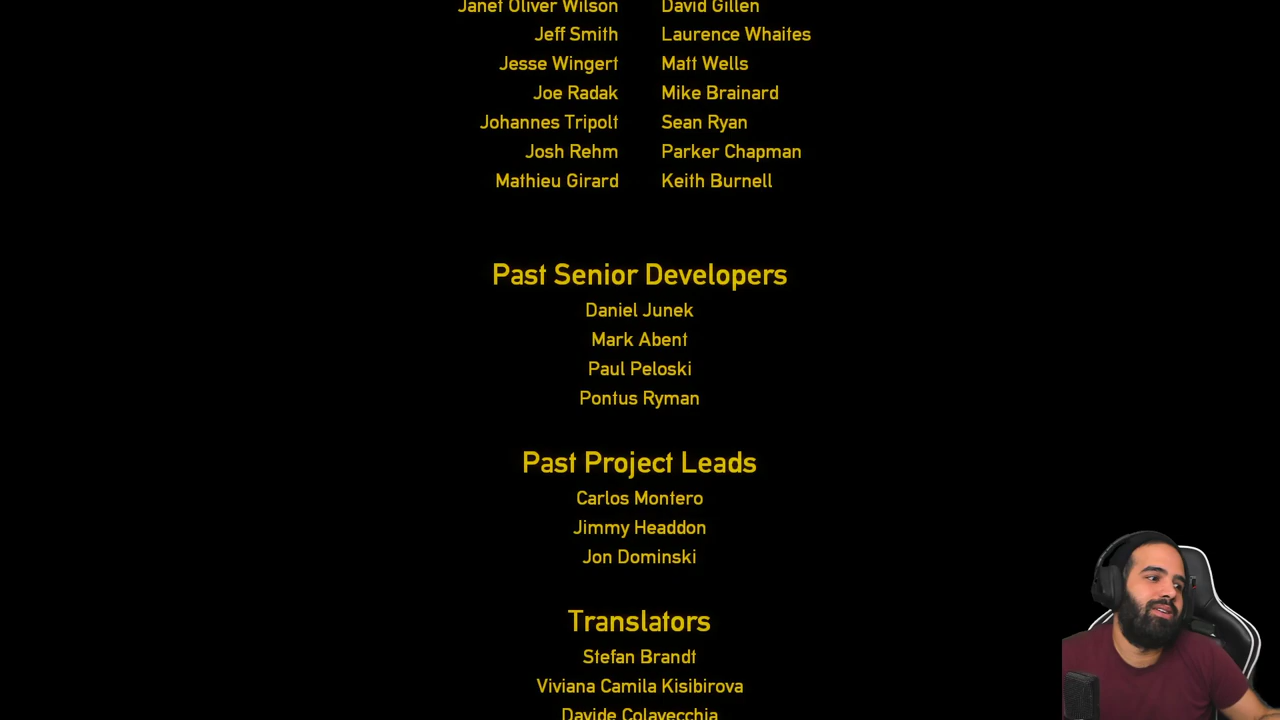 Janet Oliver Wilson David Gillen
Jeff Smith Laurence Whaites
Jesse Wingert Matt Wells
Joe Radak Mike Brainard
Johannes Tripolt Sean Ryan
Josh Rehm Parker Chapman
Mathieu Girard Keith Burnell
Past Senior Developers
Daniel Junek
Mark Abent
Paul Peloski
Pontus Ryman
Past Project Leads
Carlos Montero
Jimmy Headdon
Jon Dominski
Translators
Stefan Brandt
Viviana Camila Kisibirova
Davide Colavecchia